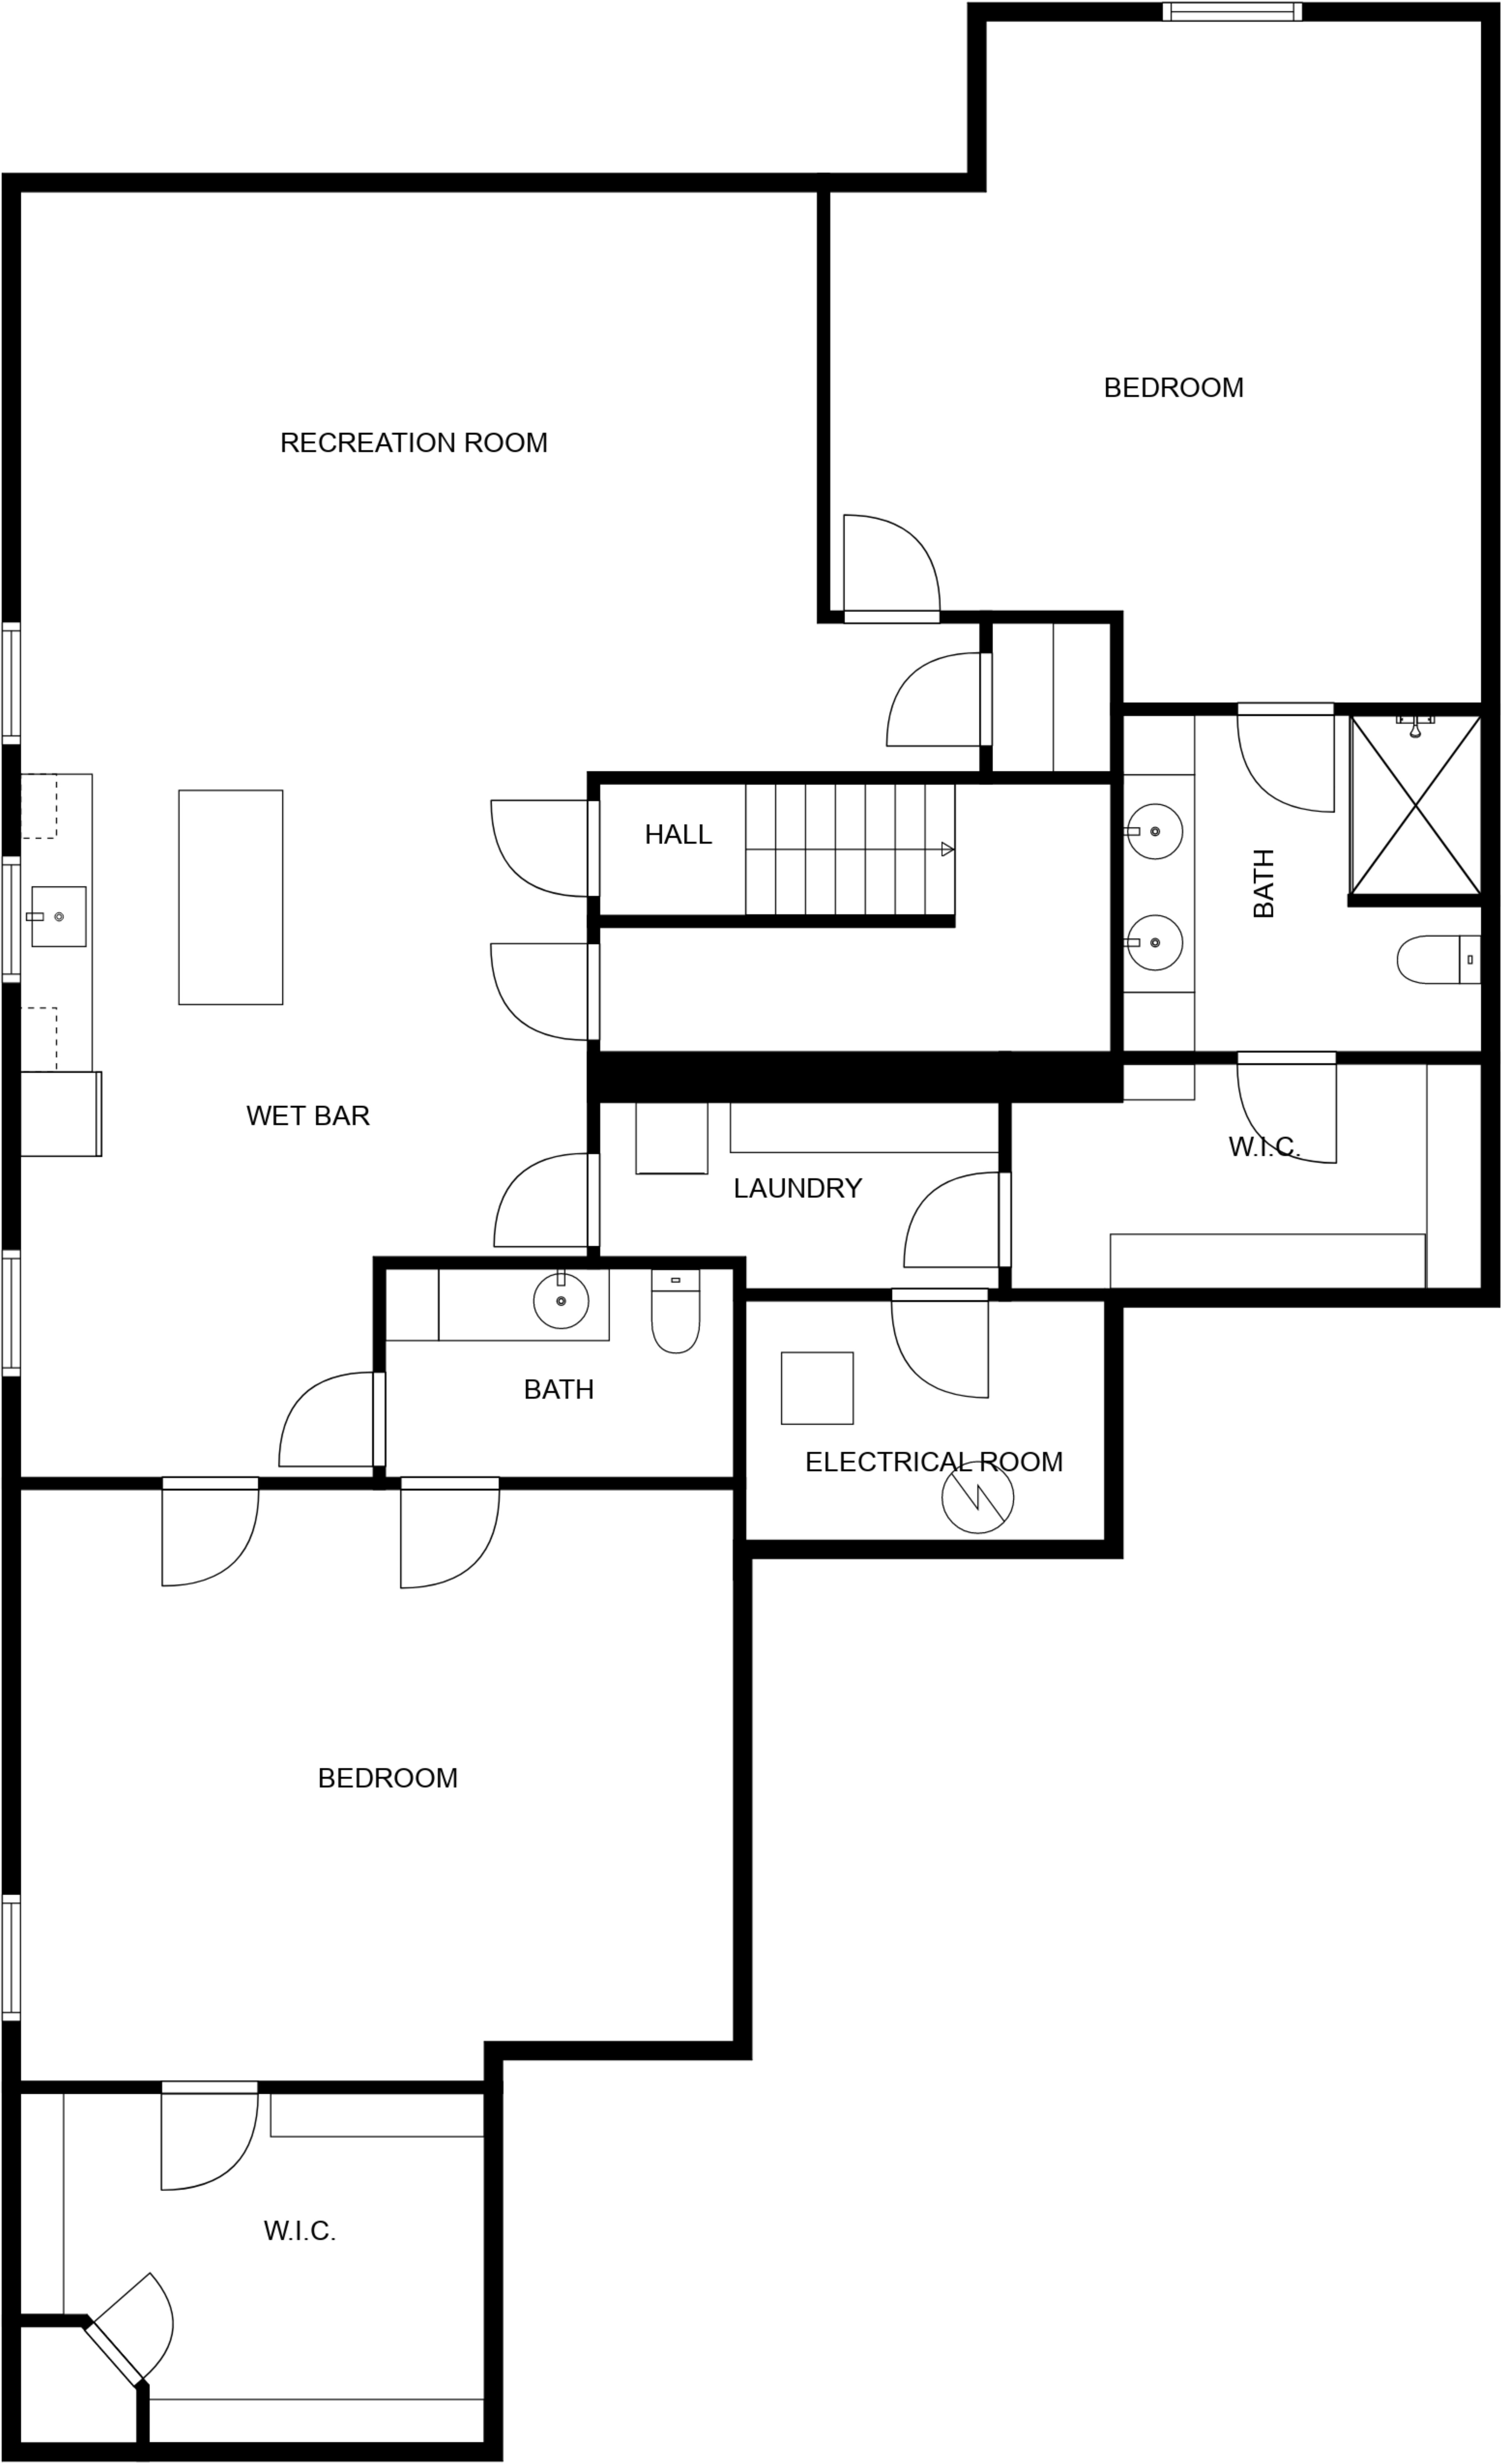 BEDROOM
RECREATION ROOM
HALL
BATH
WET BAR
W.I.C.
LAUNDRY
BATH
ELECTRICAL ROOM
BEDROOM
W.I.C.